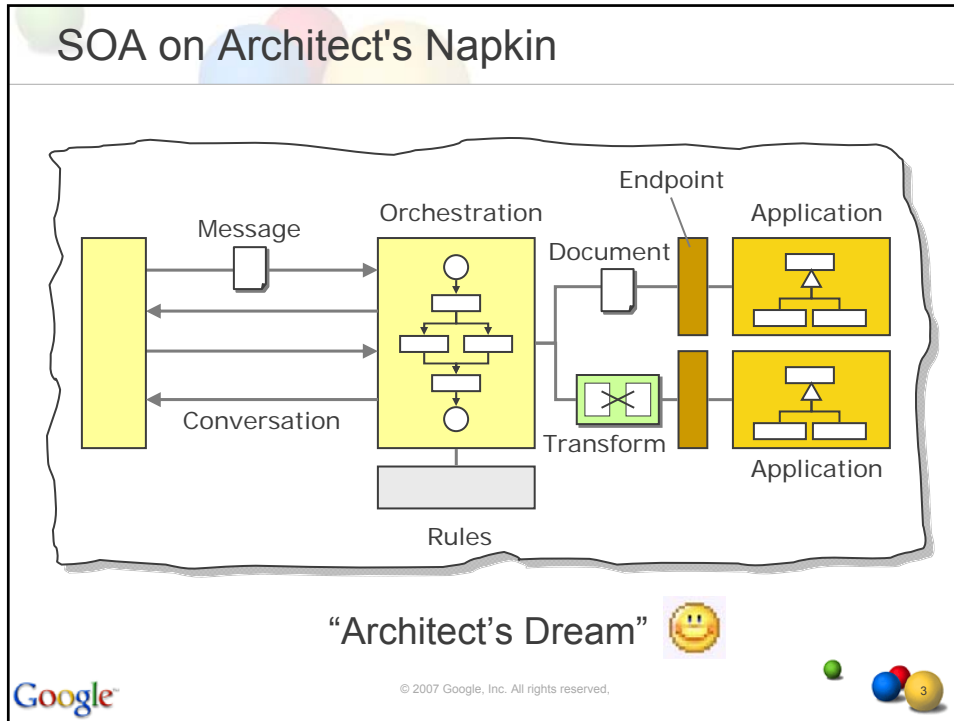 SOA on Architect's Napkin
Endpoint
Orchestration
Application
Message
Document
Conversation
Transform
Application
Rules
“Architect’s Dream”
Google™
© 2007 Google, Inc. All rights reserved,
3